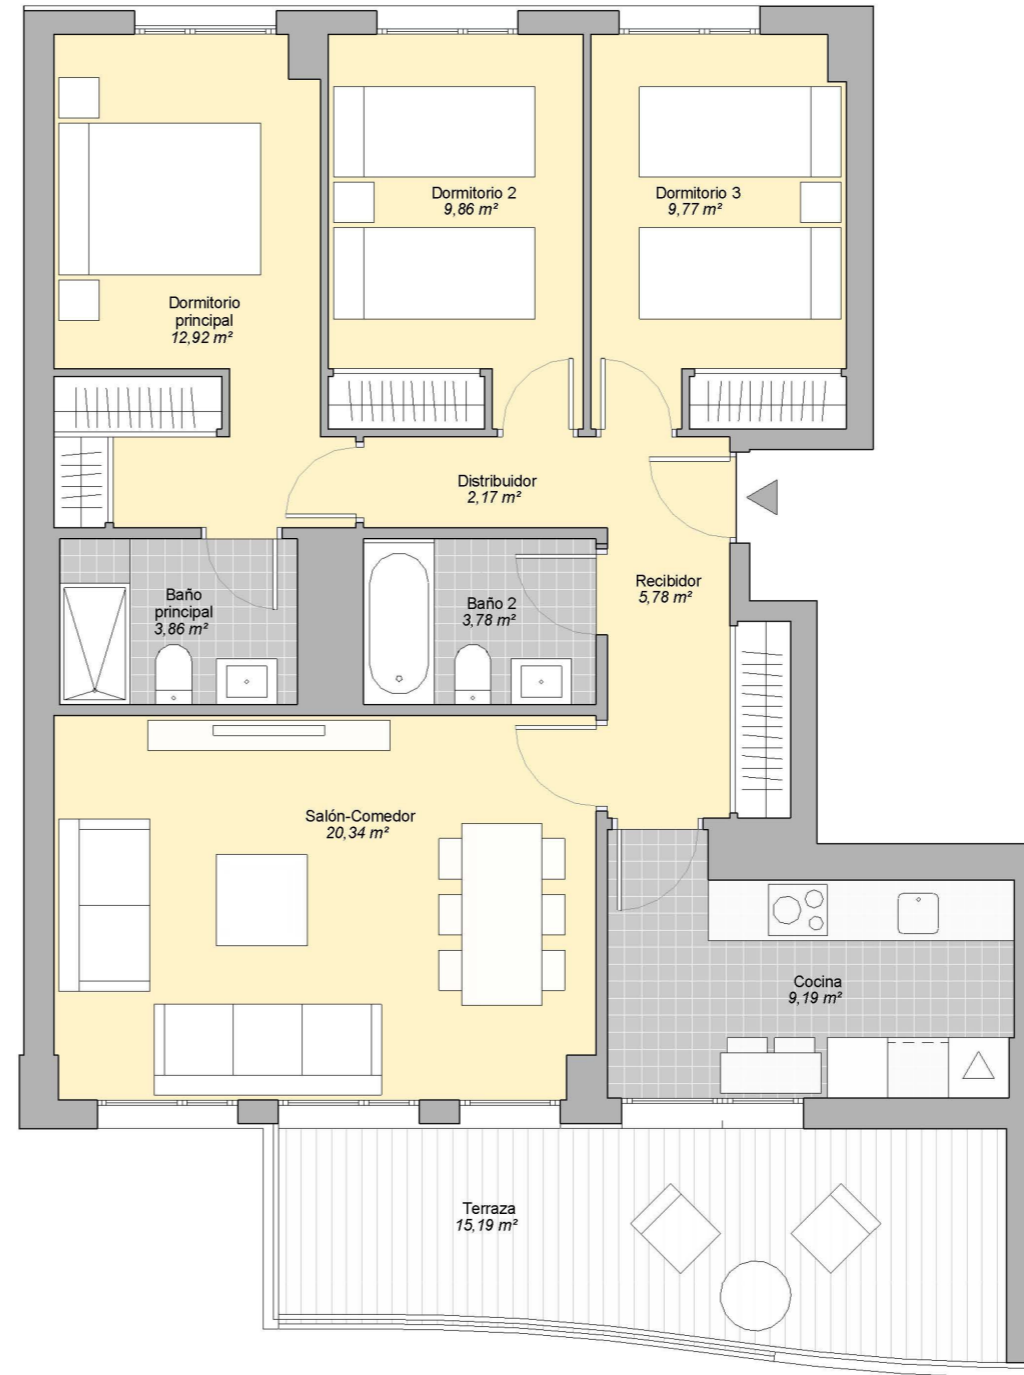 Dormitorio
principal
12,92 m²
Dormitorio 2
9,86 m²
Dormitorio 3
9,77 m²
Distribuidor
2,17 m²
Baño
principal
3,86 m²
Baño 2
3,78 m²
Recibidor
5,78 m²
Salón-Comedor
20,34 m²
Cocina
9,19 m²
Terraza
15,19 m²